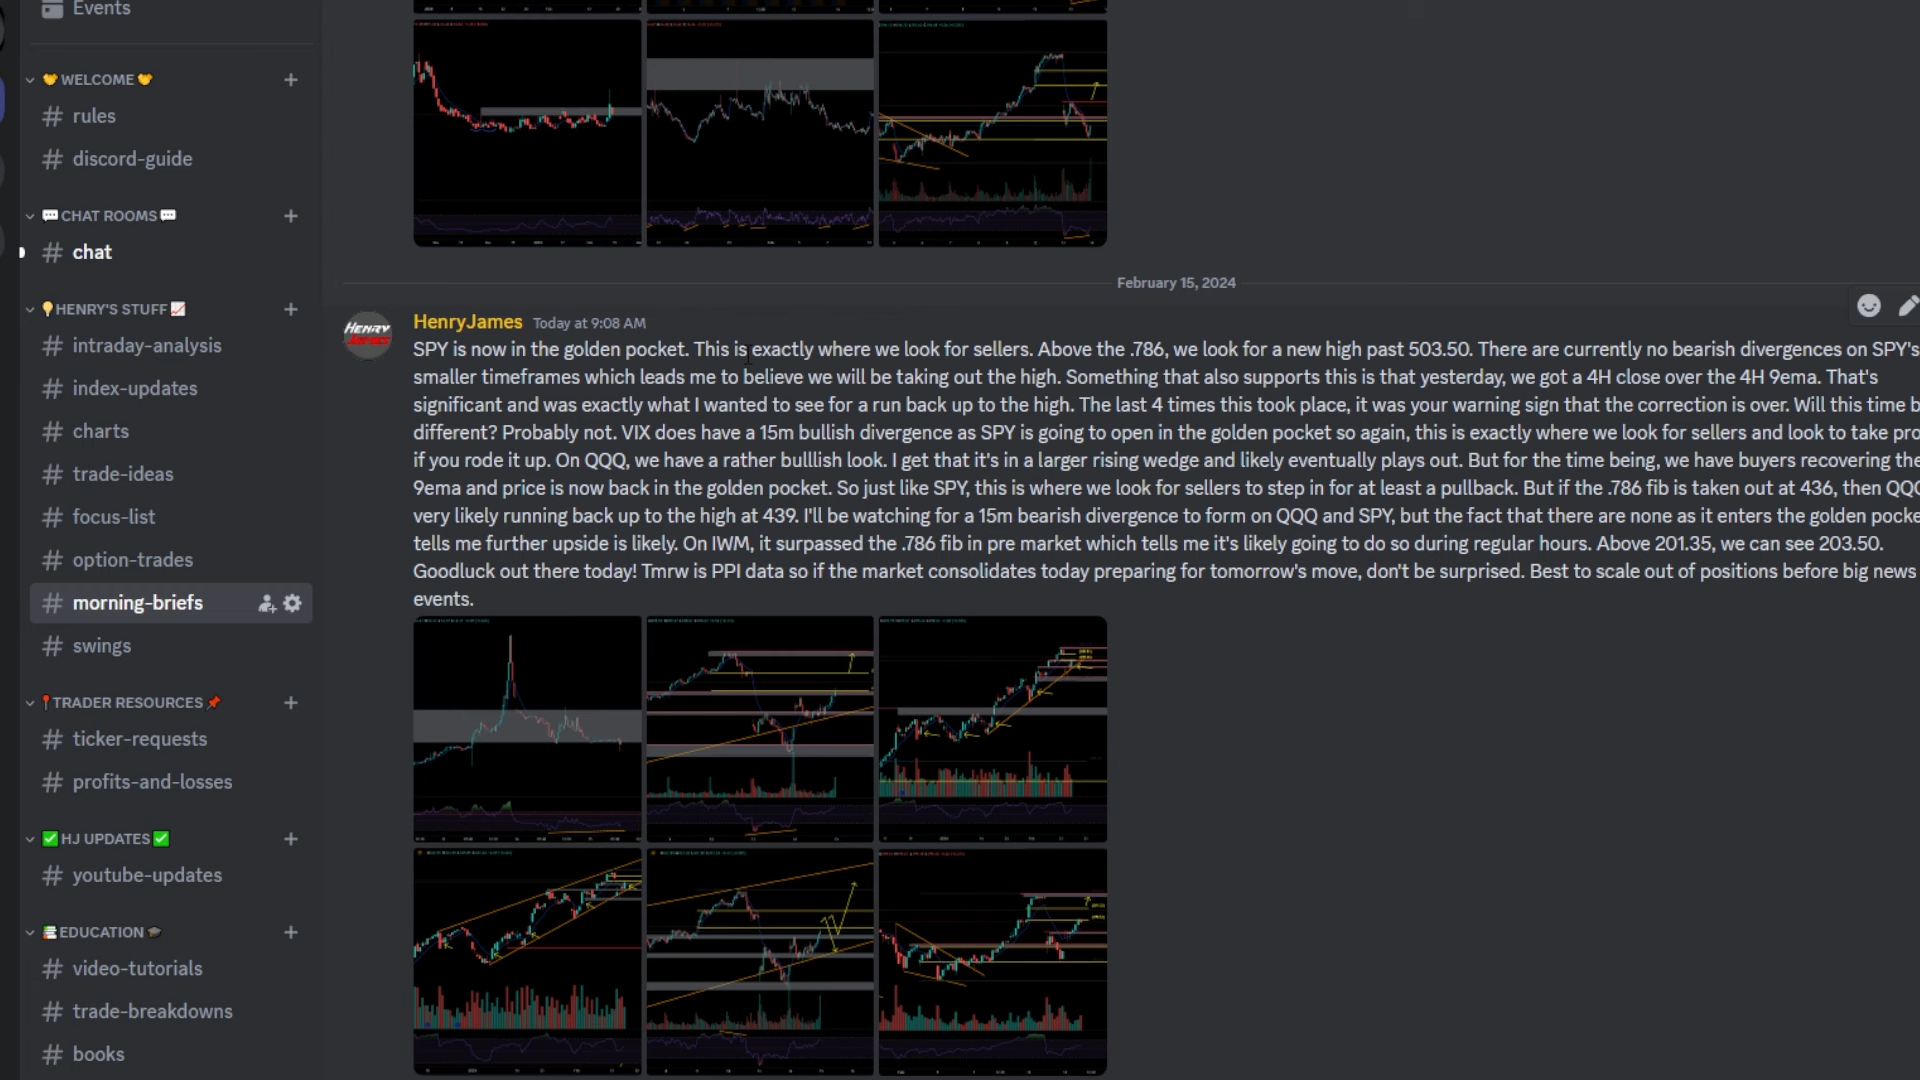 Events
WELCOME
rules
discord-guide
CHAT ROOMS
chat
HENRY'S STUFF
intraday-analysis
index-updates
charts
trade-ideas
focus-list
option-trades
morning-briefs
swings
TRADER RESOURCES
ticker-requests
profits-and-losses
HJ UPDATES
youtube-updates
EDUCATION
video-tutorials
trade-breakdowns
books
February 15, 2024
HENRY JAMES
HenryJames Today at 9:08 AM
SPY is now in the golden pocket. This is exactly where we look for sellers. Above the .786, we look for a new high past 503.50. There are currently no bearish divergences on SPY's
smaller timeframes which leads me to believe we will be taking out the high. Something that also supports this is that yesterday, we got a 4H close over the 4H 9ema. That's
significant and was exactly what I wanted to see for a run back up to the high. The last 4 times this took place, it was your warning sign that the correction is over. Will this time b
different? Probably not. VIX does have a 15m bullish divergence as SPY is going to open in the golden pocket so again, this is exactly where we look for sellers and look to take pro
if you rode it up. On QQQ, we have a rather bulllish look. I get that it's in a larger rising wedge and likely eventually plays out. But for the time being, we have buyers recovering the
9ema and price is now back in the golden pocket. So just like SPY, this is where we look for sellers to step in for at least a pullback. But if the .786 fib is taken out at 436, then QQQ
very likely running back up to the high at 439. I'll be watching for a 15m bearish divergence to form on QQQ and SPY, but the fact that there are none as it enters the golden pocke
tells me further upside is likely. On IWM, it surpassed the .786 fib in pre market which tells me it's likely going to do so during regular hours. Above 201.35, we can see 203.50.
Goodluck out there today! Tmrw is PPI data so if the market consolidates today preparing for tomorrow's move, don't be surprised. Best to scale out of positions before big news
events.